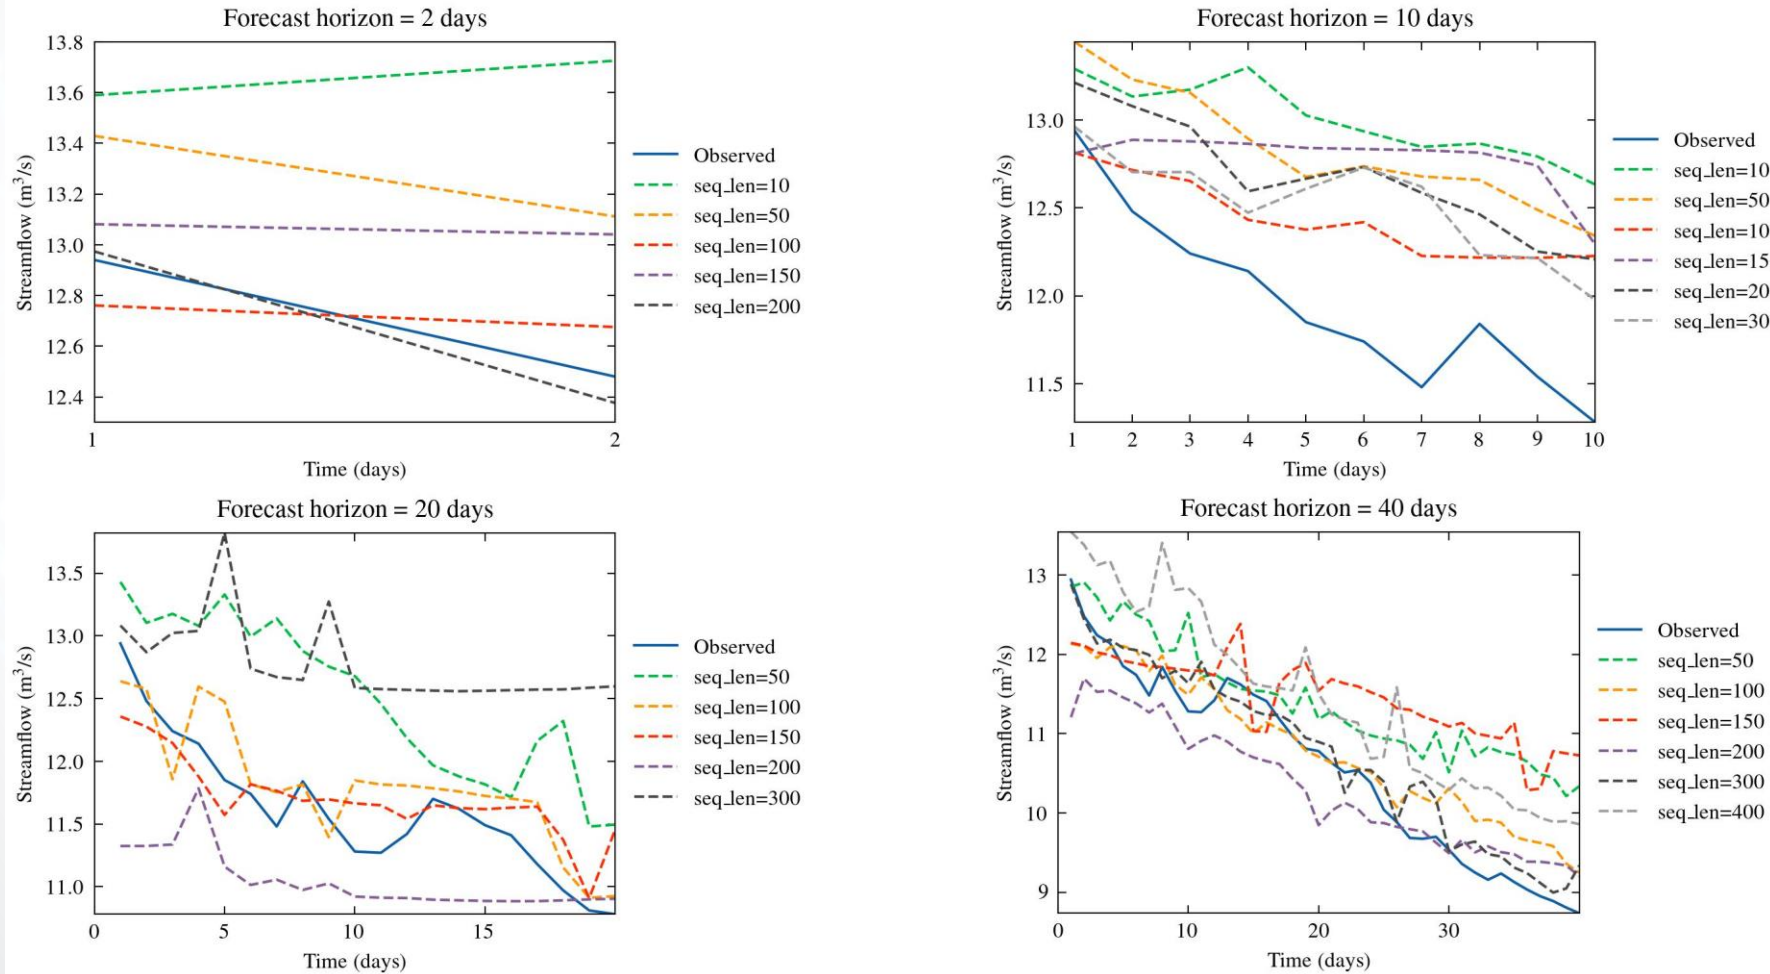 Forecast horizon = 2 days
13.8
13.6
13.4
13.2
13.0
12.8
12.6
12.4
Streamflow (m³/s)
1
2
Time (days)
Observed
seq_len=10
seq_len=50
seq_len=100
seq_len=150
seq_len=200
Forecast horizon = 10 days
13.0
12.5
12.0
11.5
Streamflow (m³/s)
1 2 3 4 5 6 7 8 9 10
Time (days)
Observed
seq_len=10
seq_len=50
seq_len=10
seq_len=15
seq_len=20
seq_len=30
Forecast horizon = 20 days
13.5
13.0
12.5
12.0
11.5
11.0
Streamflow (m³/s)
0 5 10 15
Time (days)
Observed
seq_len=50
seq_len=100
seq_len=150
seq_len=200
seq_len=300
Forecast horizon = 40 days
13
12
11
10
9
Streamflow (m³/s)
0 10 20 30
Time (days)
Observed
seq_len=50
seq_len=100
seq_len=150
seq_len=200
seq_len=300
seq_len=400